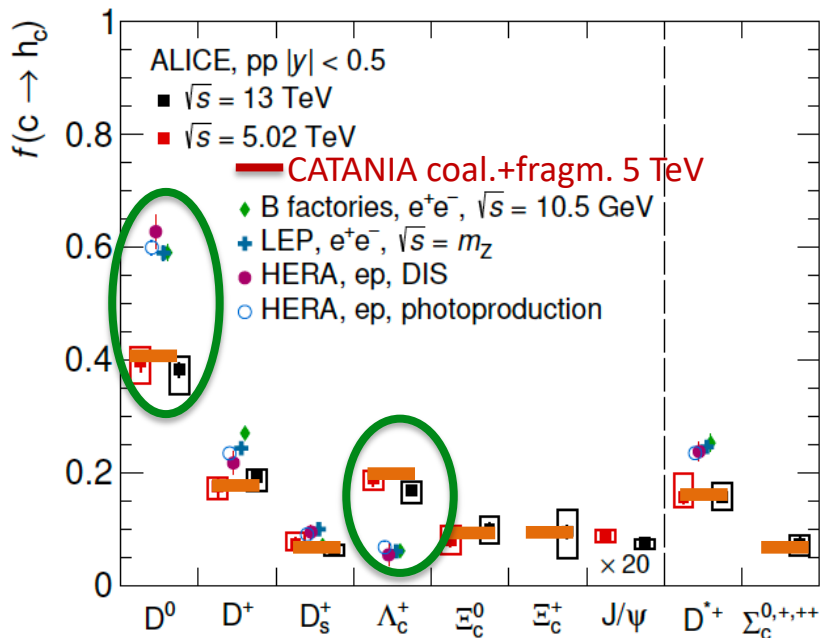 f(c → h_c)
1
0.8
0.6
0.4
0.2
0
ALICE, pp |y| < 0.5
√s = 13 TeV
√s = 5.02 TeV
CATANIA coal.+fragm. 5 TeV
B factories, e⁺e⁻, √s = 10.5 GeV
LEP, e⁺e⁻, √s = m_Z
HERA, ep, DIS
HERA, ep, photoproduction
× 20
D⁰ D⁺ D_s⁺ Λ_c⁺ Ξ_c⁰ Ξ_c⁺ J/ψ D*⁺ Σ_c⁰,⁺,⁺⁺